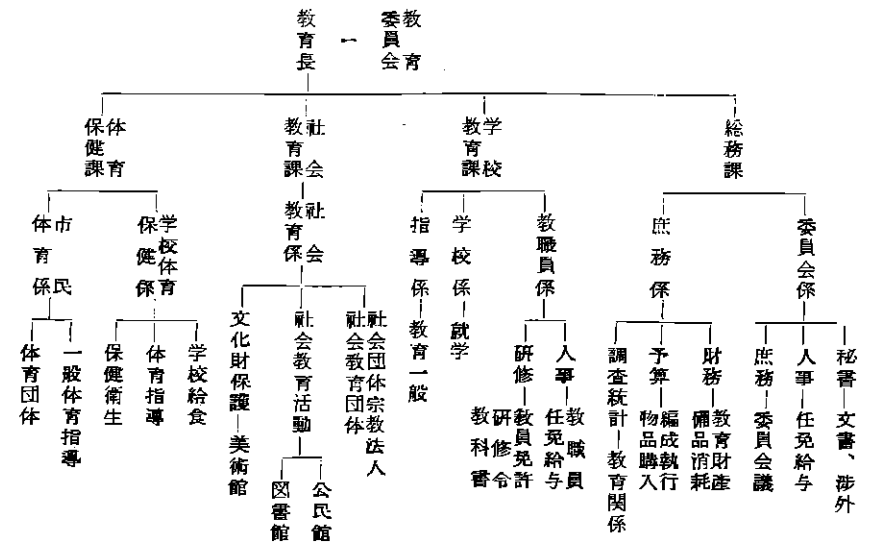 教育委員会
教育長
総務課
学校教育課
社会教育課
体育保健課
委員会係
庶務係
教職員係
学校係
指導係
社会教育係
学校体育保健係
市民体育係
秘書―文書、渉外
人事―任免給与
庶務―委員会議
財務―教育財産
備品消耗
予算―編成執行
物品購入
調査統計―教育関係
人事―教職員
任免給与
研修―教員免許
研修会
教科書
就学
教育一般
社会団体宗教法人
社会教育団体
社会教育活動
公民館
図書館
文化財保護―美術館
学校給食
体育指導
保健衛生
一般体育指導
体育団体